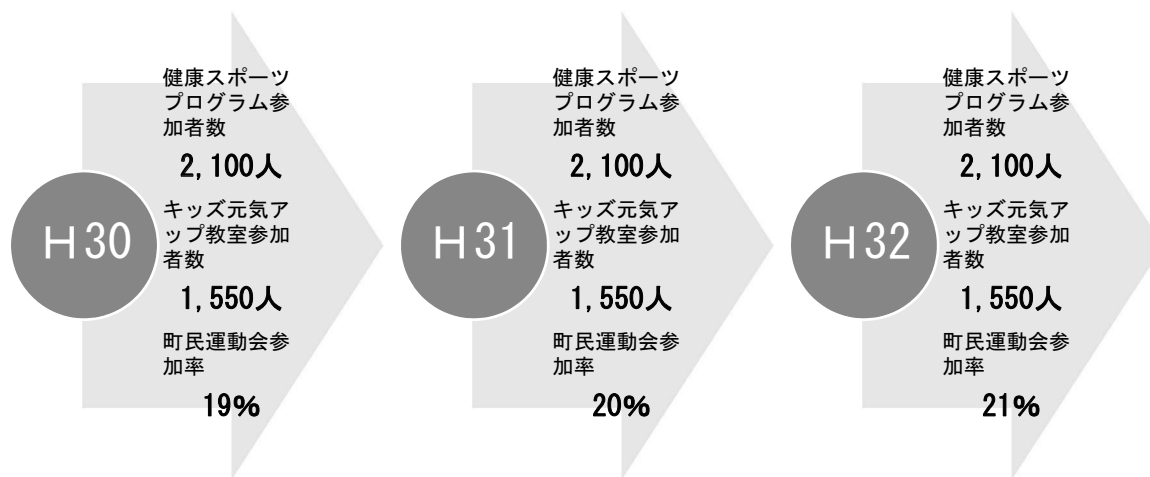 H30
健康スポーツ
プログラム参
加者数
2,100人
キッズ元気ア
ップ教室参加
者数
1,550人
町民運動会参
加率
19%
H31
健康スポーツ
プログラム参
加者数
2,100人
キッズ元気ア
ップ教室参加
者数
1,550人
町民運動会参
加率
20%
H32
健康スポーツ
プログラム参
加者数
2,100人
キッズ元気ア
ップ教室参加
者数
1,550人
町民運動会参
加率
21%